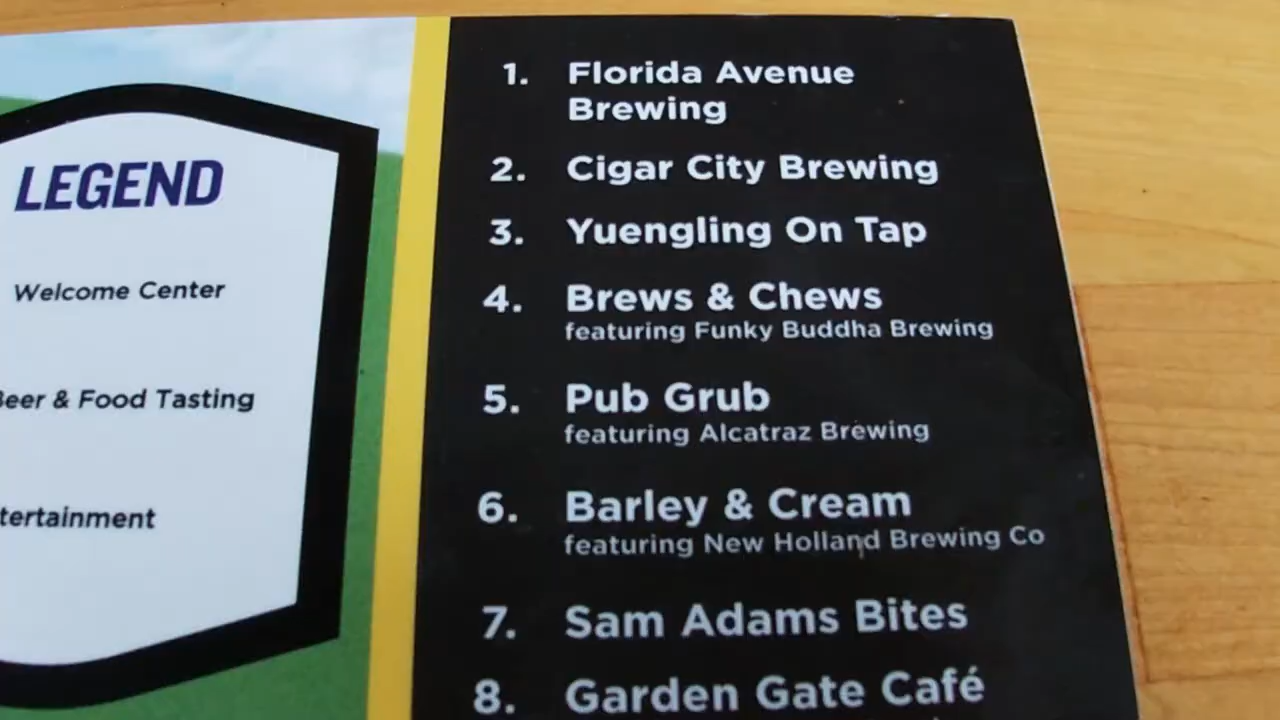 LEGEND
Welcome Center
Beer & Food Tasting
tertainment
1. Florida Avenue
Brewing
2. Cigar City Brewing
3. Yuengling On Tap
4. Brews & Chews
featuring Funky Buddha Brewing
5. Pub Grub
featuring Alcatraz Brewing
6. Barley & Cream
featuring New Holland Brewing Co
7. Sam Adams Bites
8. Garden Gate Café